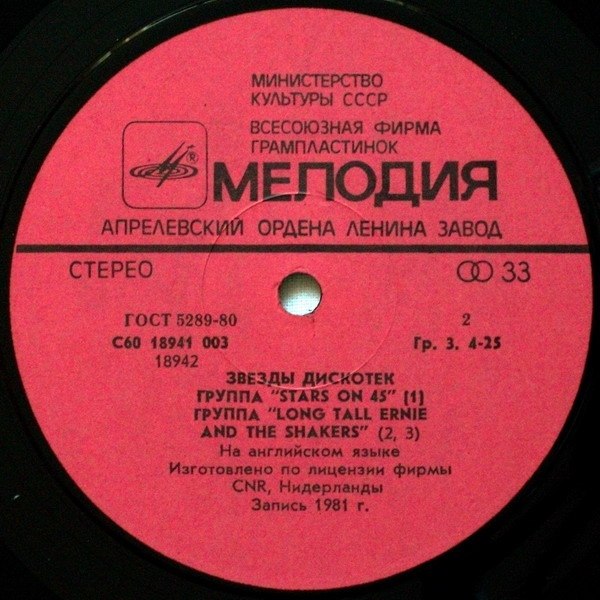 МИНИСТЕРСТВО
КУЛЬТУРЫ СССР
ВСЕСОЮЗНАЯ ФИРМА
ГРАМПЛАСТИНОК
® МЕЛОДИЯ
АПРЕЛЕВСКИЙ ОРДЕНА ЛЕНИНА ЗАВОД
СТЕРЕО 33
ГОСТ 5289-80 2
С60 18941 003 Гр. 3. 4-25
18942
ЗВЕЗДЫ ДИСКОТЕК
ГРУППА "STARS ON 45" (1)
ГРУППА "LONG TALL ERNIE
AND THE SHAKERS" (2, 3)
На английском языке
Изготовлено по лицензии фирмы
CNR, Нидерланды
Запись 1981 г.